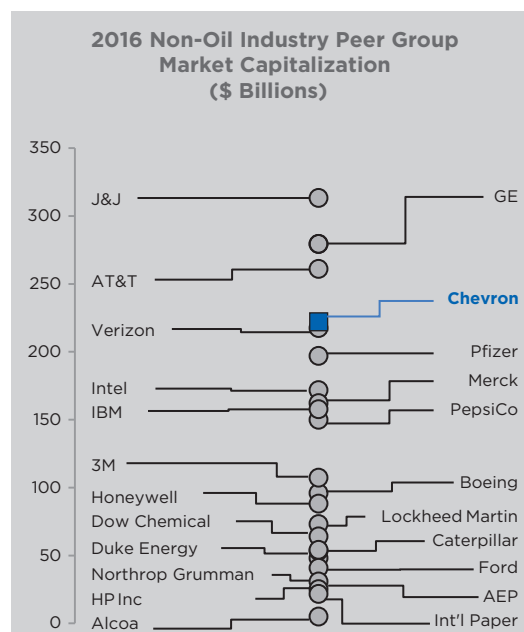 2016 Non-Oil Industry Peer Group
Market Capitalization
($ Billions)
350
300
250
200
150
100
50
0
J&J
AT&T
Verizon
Intel
IBM
3M
Honeywell
Dow Chemical
Duke Energy
Northrop Grumman
HP Inc
Alcoa
GE
Chevron
Pfizer
Merck
PepsiCo
Boeing
Lockheed Martin
Caterpillar
Ford
AEP
Int'l Paper